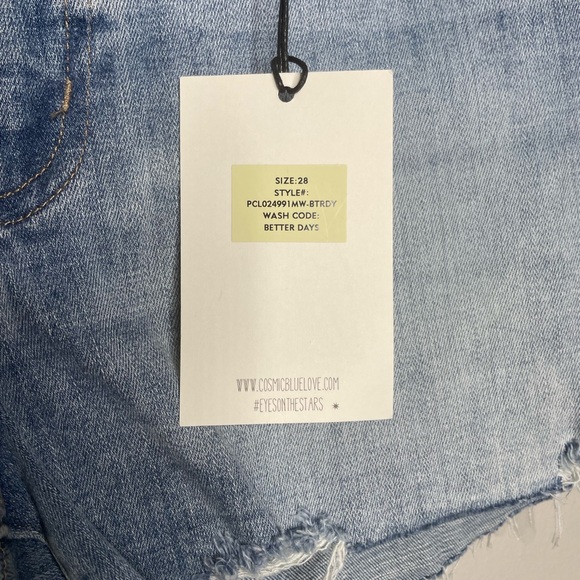 SIZE:28
STYLE#:
PCL024991MW-BTRDY
WASH CODE:
BETTER DAYS
WWW.COSMICBLUELOVE.COM
#EYESONTHESTARS *